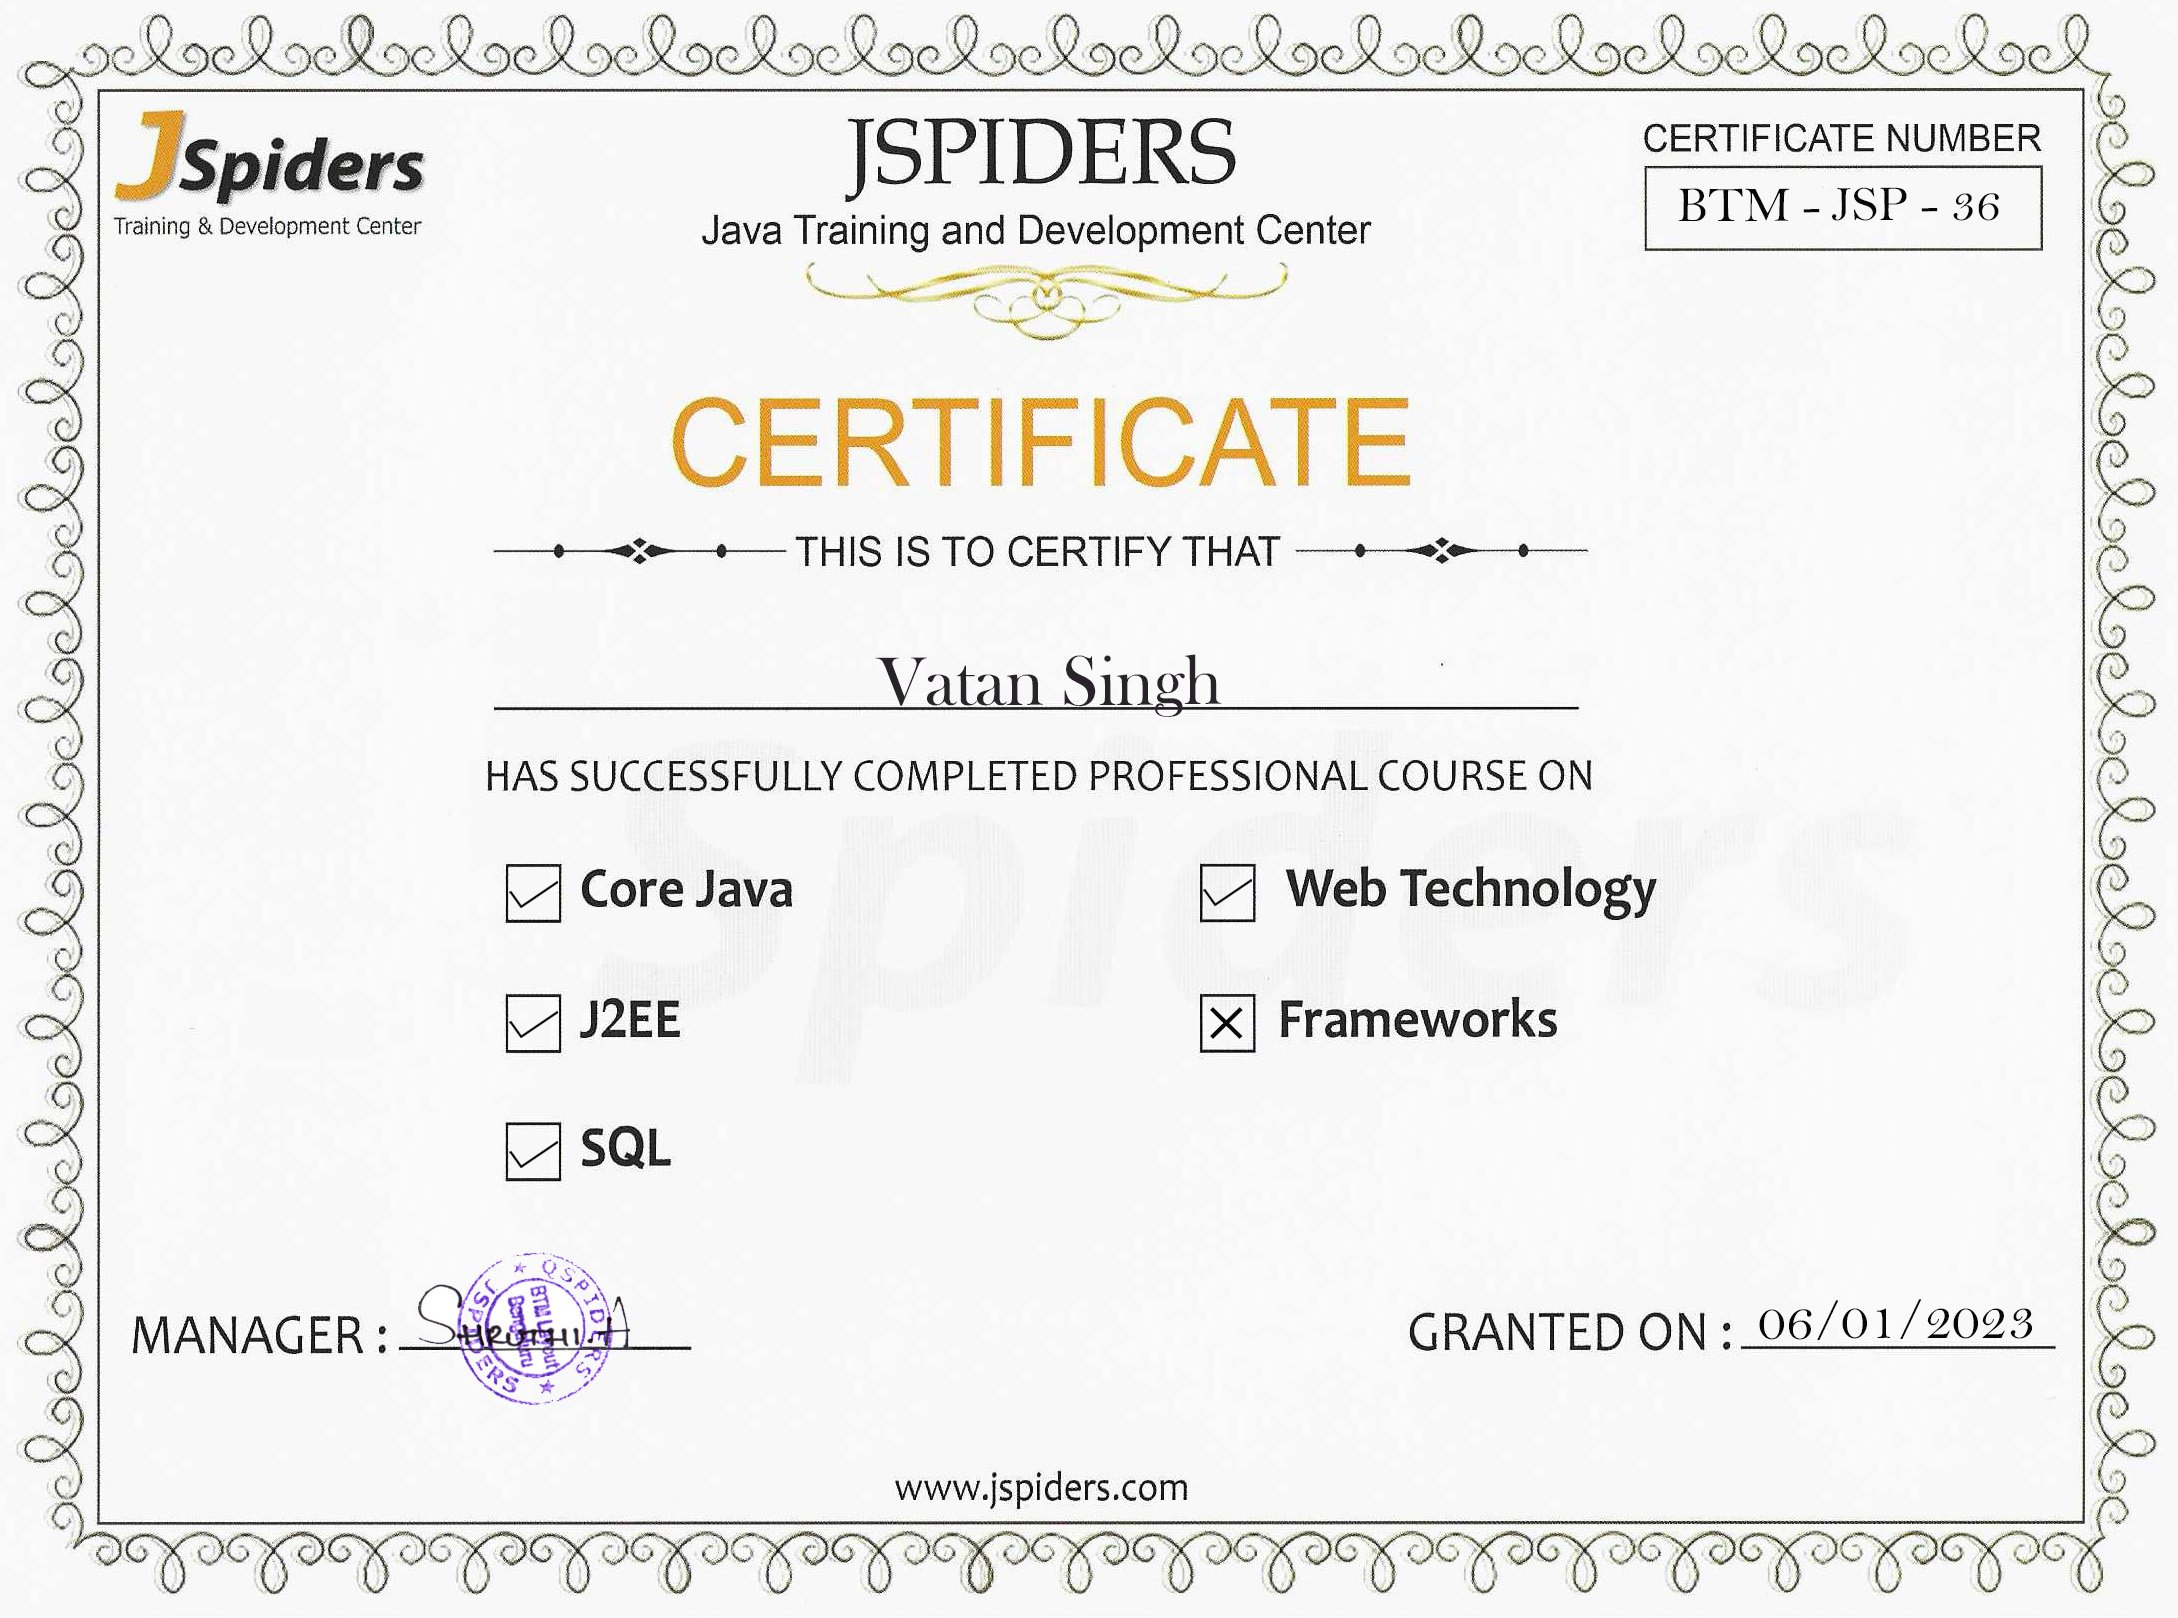 JSpiders
Training & Development Center
JSPIDERS
Java Training and Development Center
CERTIFICATE NUMBER
BTM - JSP - 36
CERTIFICATE
THIS IS TO CERTIFY THAT
Vatan Singh
HAS SUCCESSFULLY COMPLETED PROFESSIONAL COURSE ON
Spiders
Core Java
Web Technology
J2EE
Frameworks
SQL
MANAGER : SHRUTHI.H
QSPIDERS
JSPIDERS
BTM Layout
Bengaluru
GRANTED ON : 06/01/2023
www.jspiders.com